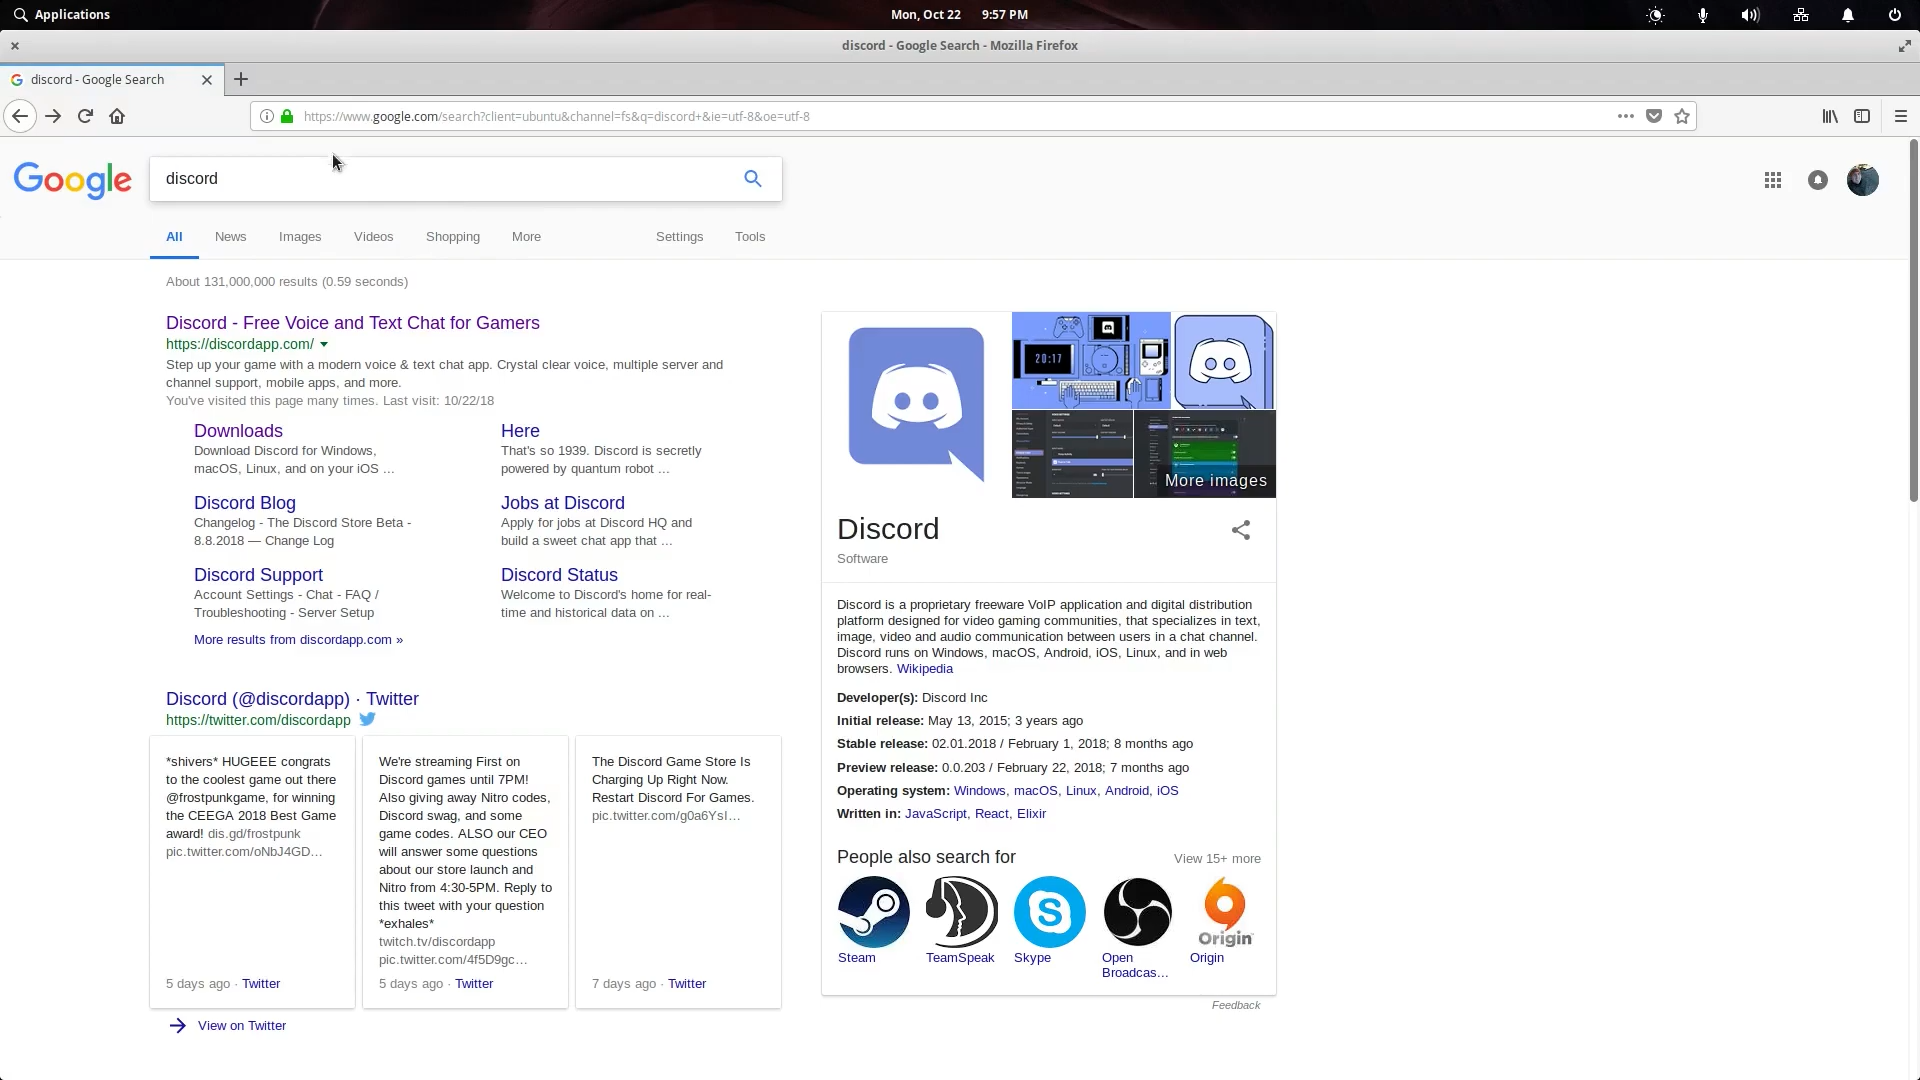 Applications
Mon, Oct 22 9:57 PM
discord - Google Search - Mozilla Firefox
discord - Google Search
https://www.google.com/search?client=ubuntu&channel=fs&q=discord+&ie=utf-8&oe=utf-8
Google
discord
All News Images Videos Shopping More Settings Tools
About 131,000,000 results (0.59 seconds)
Discord - Free Voice and Text Chat for Gamers
https://discordapp.com/
Step up your game with a modern voice & text chat app. Crystal clear voice, multiple server and
channel support, mobile apps, and more.
You've visited this page many times. Last visit: 10/22/18
Downloads
Download Discord for Windows,
macOS, Linux, and on your iOS ...
Here
That's so 1939. Discord is secretly
powered by quantum robot ...
Discord Blog
Changelog - The Discord Store Beta -
8.8.2018 — Change Log
Jobs at Discord
Apply for jobs at Discord HQ and
build a sweet chat app that ...
Discord Support
Account Settings - Chat - FAQ /
Troubleshooting - Server Setup
Discord Status
Welcome to Discord's home for real-
time and historical data on ...
More results from discordapp.com »
Discord (@discordapp) · Twitter
https://twitter.com/discordapp
*shivers* HUGEEE congrats
to the coolest game out there
@frostpunkgame, for winning
the CEEGA 2018 Best Game
award! dis.gd/frostpunk
pic.twitter.com/oNbJ4GD…
5 days ago · Twitter
We're streaming First on
Discord games until 7PM!
Also giving away Nitro codes,
Discord swag, and some
game codes. ALSO our CEO
will answer some questions
about our store launch and
Nitro from 4:30-5PM. Reply to
this tweet with your question
*exhales*
twitch.tv/discordapp
pic.twitter.com/4f5D9gc…
5 days ago · Twitter
The Discord Game Store Is
Charging Up Right Now.
Restart Discord For Games.
pic.twitter.com/g0a6YsI…
7 days ago · Twitter
View on Twitter
20:17
More images
Discord
Software
Discord is a proprietary freeware VoIP application and digital distribution
platform designed for video gaming communities, that specializes in text,
image, video and audio communication between users in a chat channel.
Discord runs on Windows, macOS, Android, iOS, Linux, and in web
browsers. Wikipedia
Developer(s): Discord Inc
Initial release: May 13, 2015; 3 years ago
Stable release: 02.01.2018 / February 1, 2018; 8 months ago
Preview release: 0.0.203 / February 22, 2018; 7 months ago
Operating system: Windows, macOS, Linux, Android, iOS
Written in: JavaScript, React, Elixir
People also search for
View 15+ more
Origin
Steam
TeamSpeak
Skype
Open
Broadcas...
Origin
Feedback